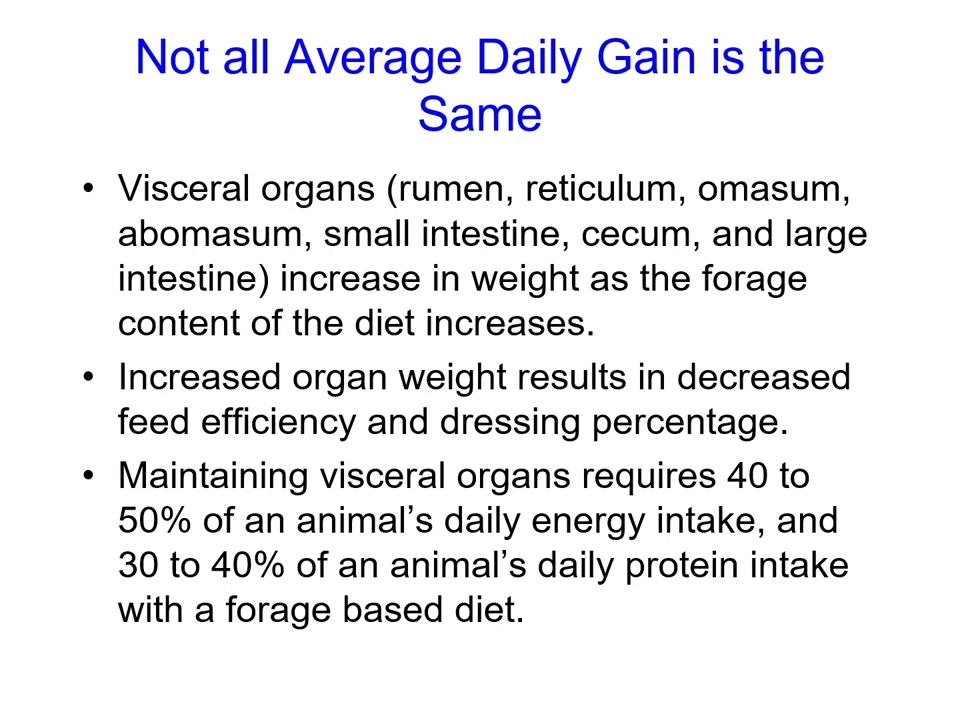 Not all Average Daily Gain is the
Same
• Visceral organs (rumen, reticulum, omasum,
abomasum, small intestine, cecum, and large
intestine) increase in weight as the forage
content of the diet increases.
• Increased organ weight results in decreased
feed efficiency and dressing percentage.
• Maintaining visceral organs requires 40 to
50% of an animal’s daily energy intake, and
30 to 40% of an animal’s daily protein intake
with a forage based diet.